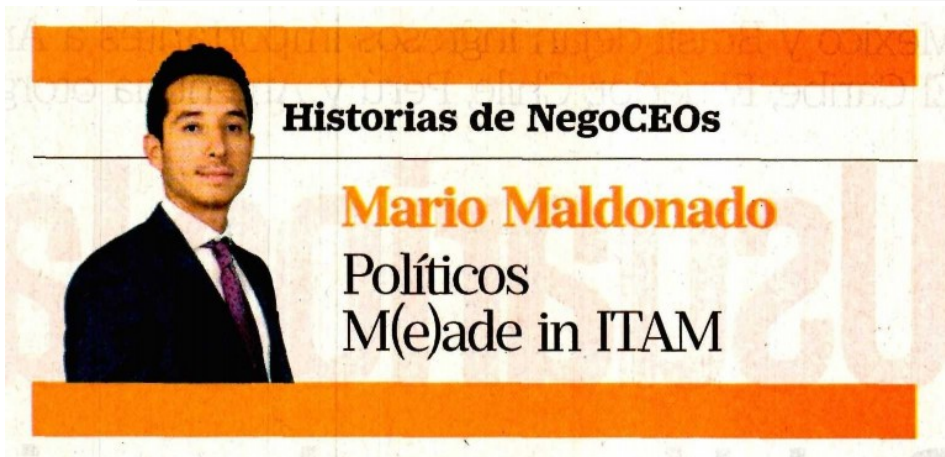 Historias de NegoCEOs
Mario Maldonado
Políticos
M(e)ade in ITAM